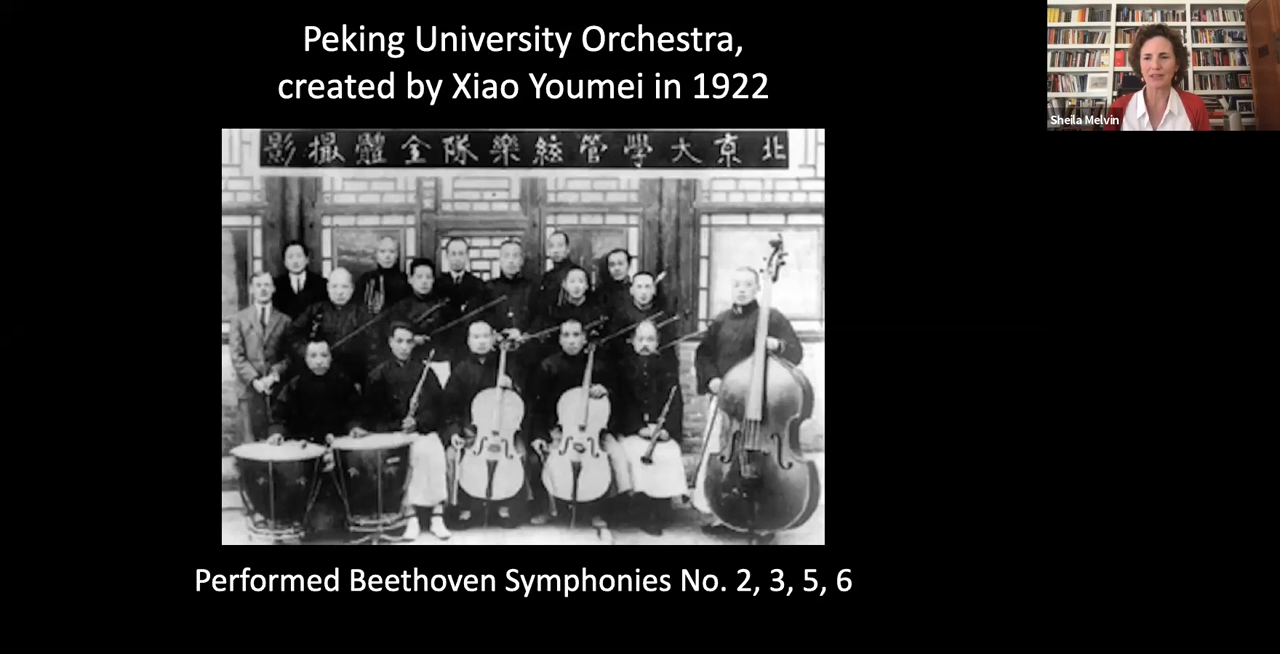 Peking University Orchestra,
created by Xiao Youmei in 1922
北京大學管絃樂隊全體撮影
Performed Beethoven Symphonies No. 2, 3, 5, 6
Sheila Melvin